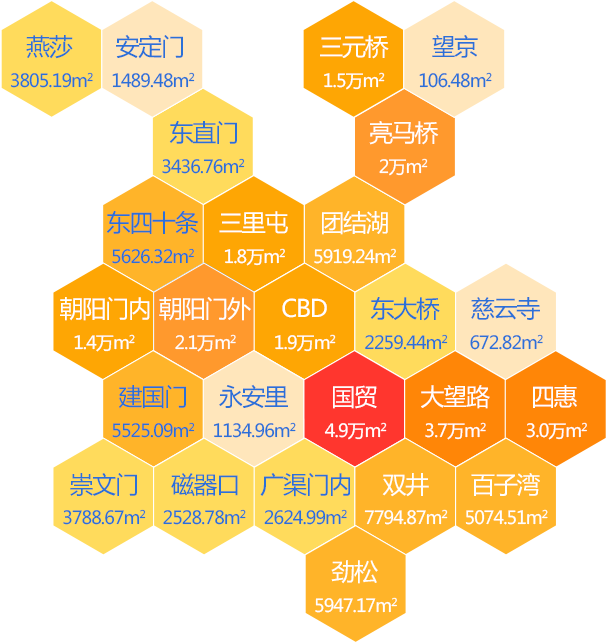 燕莎
3805.19m²
安定门
1489.48m²
三元桥
1.5万m²
望京
106.48m²
东直门
3436.76m²
亮马桥
2万m²
东四十条
5626.32m²
三里屯
1.8万m²
团结湖
5919.24m²
朝阳门内
1.4万m²
朝阳门外
2.1万m²
CBD
1.9万m²
东大桥
2259.44m²
慈云寺
672.82m²
建国门
5525.09m²
永安里
1134.96m²
国贸
4.9万m²
大望路
3.7万m²
四惠
3.0万m²
崇文门
3788.67m²
磁器口
2528.78m²
广渠门内
2624.99m²
双井
7794.87m²
百子湾
5074.51m²
劲松
5947.17m²